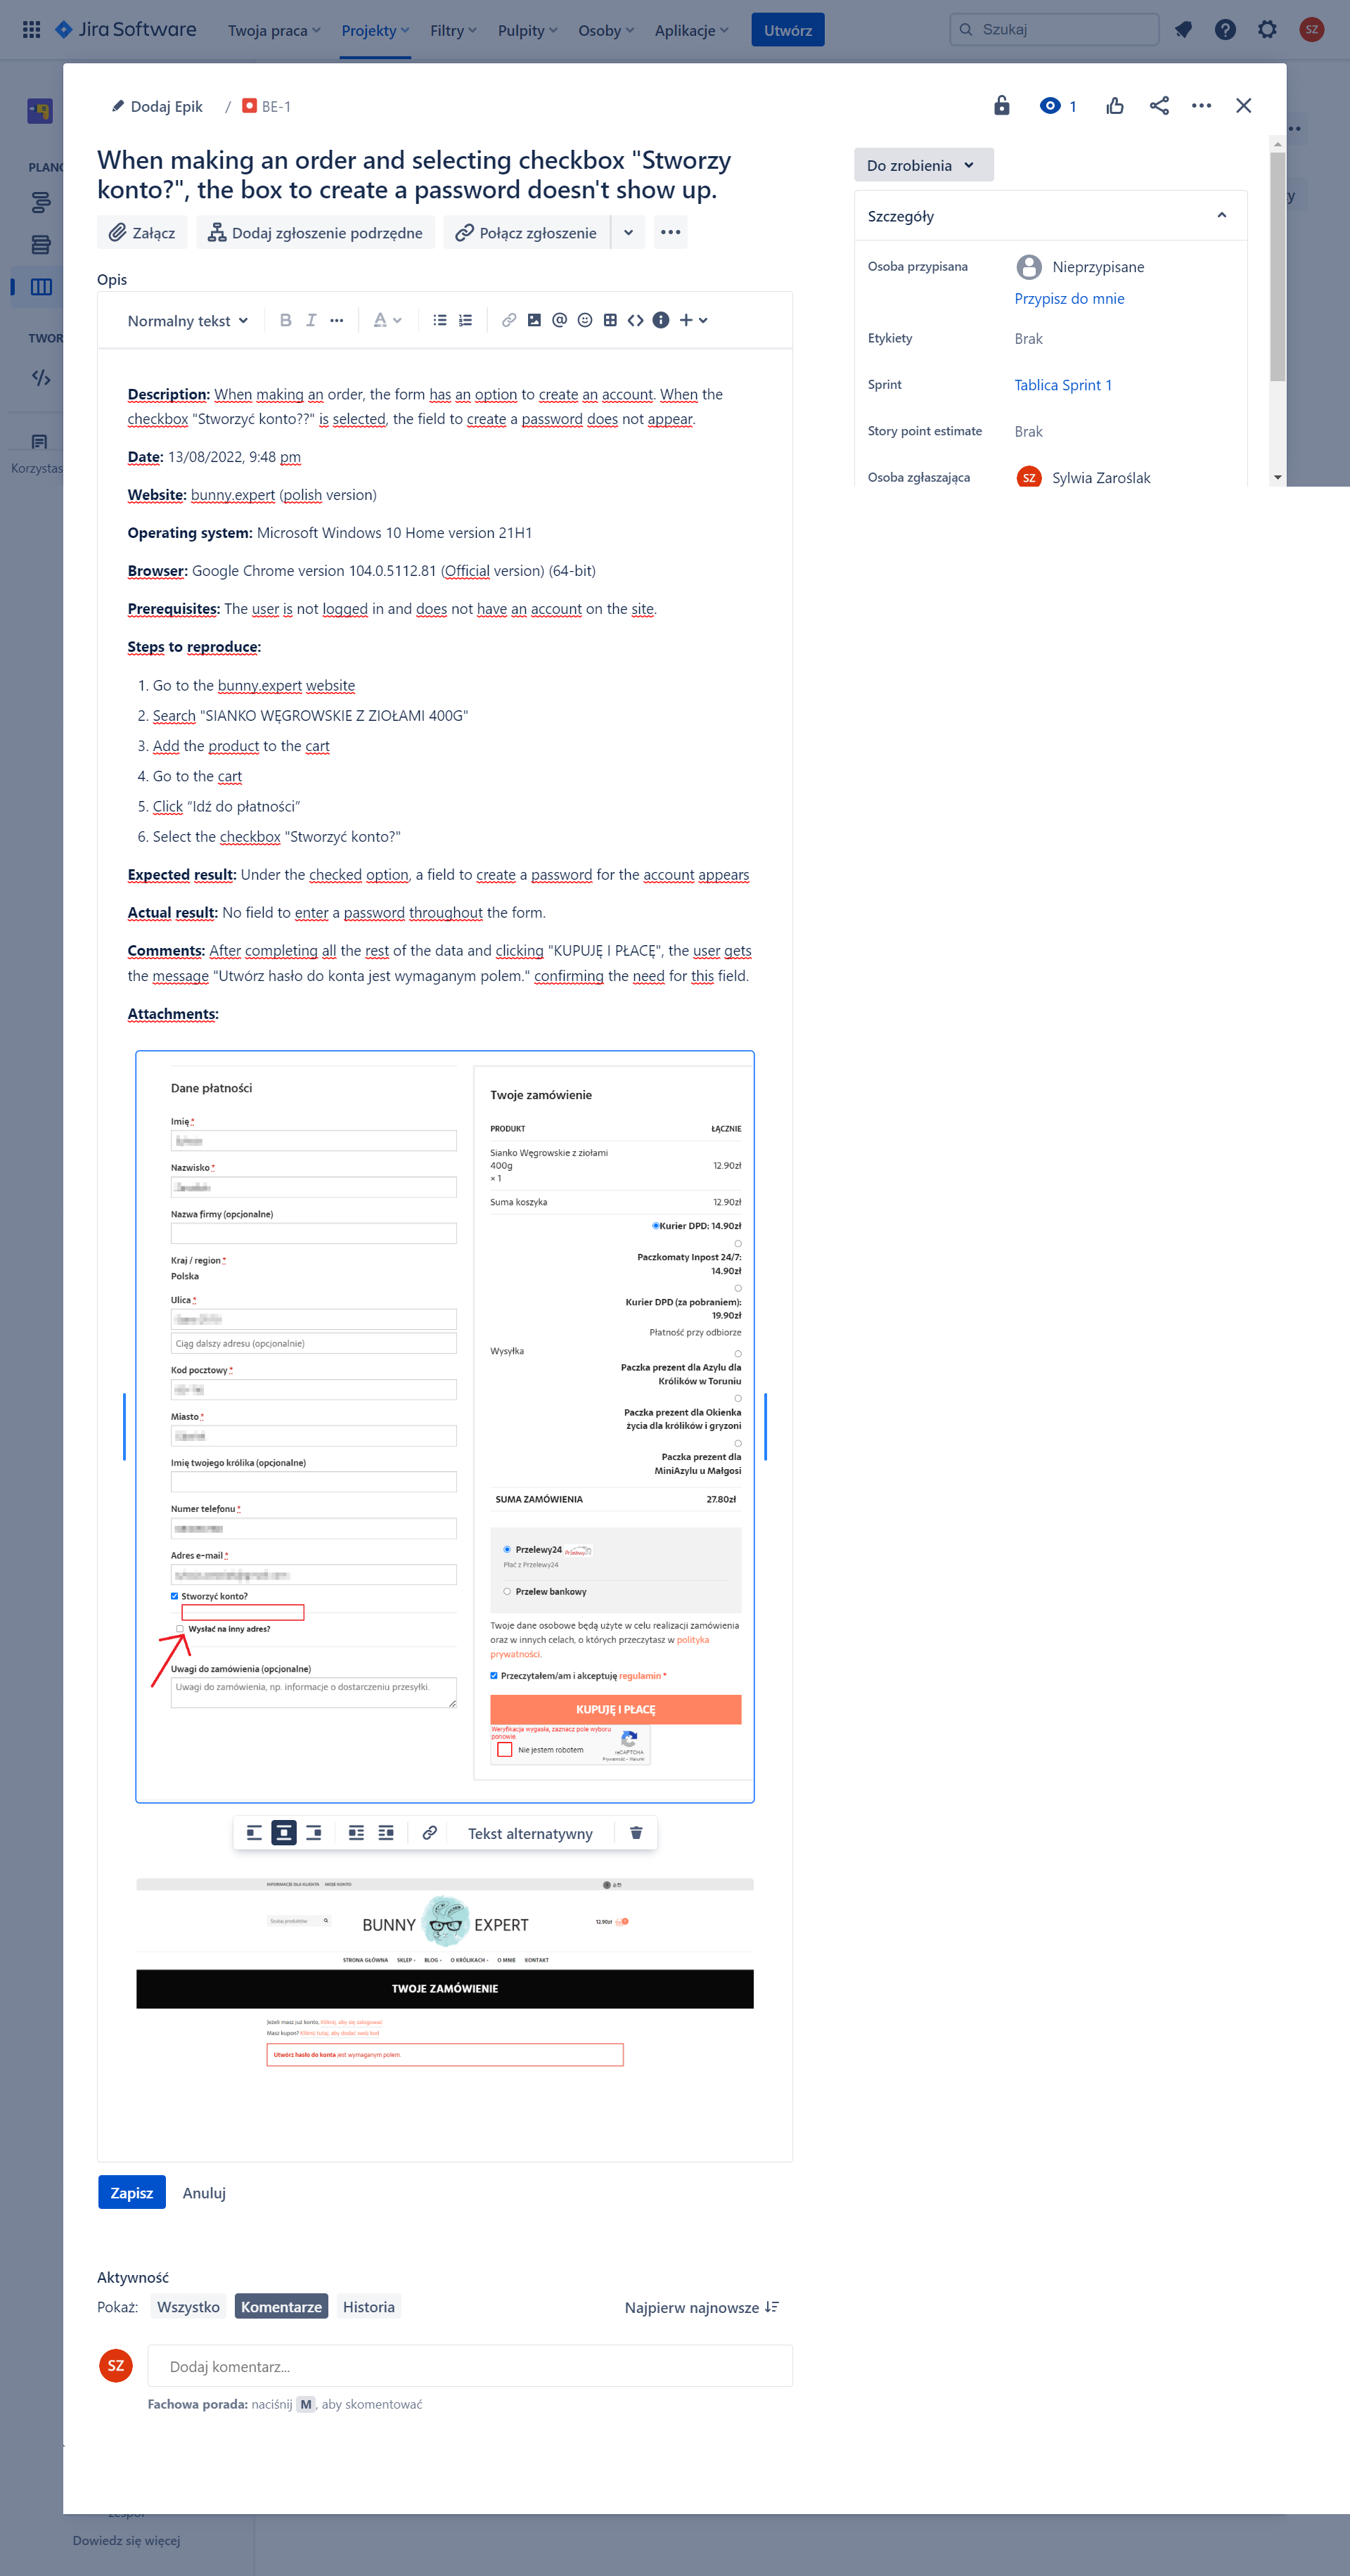 Jira Software
Twoja praca
Projekty
Filtry
Pulpity
Osoby
Aplikacje
Utwórz
Szukaj
SZ
PLANO
TWOR
Korzystas
Dodaj Epik / BE-1
1
When making an order and selecting checkbox "Stworzy
konto?", the box to create a password doesn't show up.
Załącz
Dodaj zgłoszenie podrzędne
Połącz zgłoszenie
Do zrobienia
Szczegóły
Osoba przypisana
Nieprzypisane
Przypisz do mnie
Etykiety
Brak
Sprint
Tablica Sprint 1
Story point estimate
Brak
Osoba zgłaszająca
SZ
Sylwia Zaroślak
Opis
Normalny tekst
Description: When making an order, the form has an option to create an account. When the
checkbox "Stworzyć konto??" is selected, the field to create a password does not appear.
Date: 13/08/2022, 9:48 pm
Website: bunny.expert (polish version)
Operating system: Microsoft Windows 10 Home version 21H1
Browser: Google Chrome version 104.0.5112.81 (Official version) (64-bit)
Prerequisites: The user is not logged in and does not have an account on the site.
Steps to reproduce:
1. Go to the bunny.expert website
2. Search "SIANKO WĘGROWSKIE Z ZIOŁAMI 400G"
3. Add the product to the cart
4. Go to the cart
5. Click “Idź do płatności”
6. Select the checkbox "Stworzyć konto?"
Expected result: Under the checked option, a field to create a password for the account appears
Actual result: No field to enter a password throughout the form.
Comments: After completing all the rest of the data and clicking "KUPUJĘ I PŁACĘ", the user gets
the message "Utwórz hasło do konta jest wymaganym polem." confirming the need for this field.
Attachments:
Dane płatności
Imię *
Nazwisko *
Nazwa firmy (opcjonalne)
Kraj / region *
Polska
Ulica *
Ciąg dalszy adresu (opcjonalnie)
Kod pocztowy *
Miasto *
Imię twojego królika (opcjonalne)
Numer telefonu *
Adres e-mail *
Stworzyć konto?
Wysłać na inny adres?
Uwagi do zamówienia (opcjonalne)
Uwagi do zamówienia, np. informacje o dostarczeniu przesyłki.
Twoje zamówienie
PRODUKT ŁĄCZNIE
Sianko Węgrowskie z ziołami
400g 12.90zł
× 1
Suma koszyka 12.90zł
Kurier DPD: 14.90zł
Paczkomaty Inpost 24/7:
14.90zł
Kurier DPD (za pobraniem):
19.90zł
Płatność przy odbiorze
Wysyłka
Paczka prezent dla Azylu dla
Królików w Toruniu
Paczka prezent dla Okienka
życia dla królików i gryzoni
Paczka prezent dla
MiniAzylu u Małgosi
SUMA ZAMÓWIENIA 27.80zł
Przelewy24
Płać z Przelewy24
Przelew bankowy
Twoje dane osobowe będą użyte w celu realizacji zamówienia
oraz w innych celach, o których przeczytasz w polityka
prywatności.
Przeczytałem/am i akceptuję regulamin *
KUPUJĘ I PŁACĘ
Weryfikacja wygasła, zaznacz pole wyboru
ponownie.
Nie jestem robotem
reCAPTCHA
Prywatność - Warunki
Tekst alternatywny
INFORMACJE DLA KLIENTA MOJE KONTO
Szukaj produktów
BUNNY EXPERT
12.90zł
STRONA GŁÓWNA SKLEP BLOG O KRÓLIKACH O MNIE KONTAKT
TWOJE ZAMÓWIENIE
Jeżeli masz już konto, Kliknij, aby się zalogować
Masz kupon? Kliknij tutaj, aby dodać swój kod
Utwórz hasło do konta jest wymaganym polem.
Zapisz
Anuluj
Aktywność
Pokaż:
Wszystko
Komentarze
Historia
Najpierw najnowsze
SZ
Dodaj komentarz...
Fachowa porada: naciśnij M, aby skomentować
Dowiedz się więcej